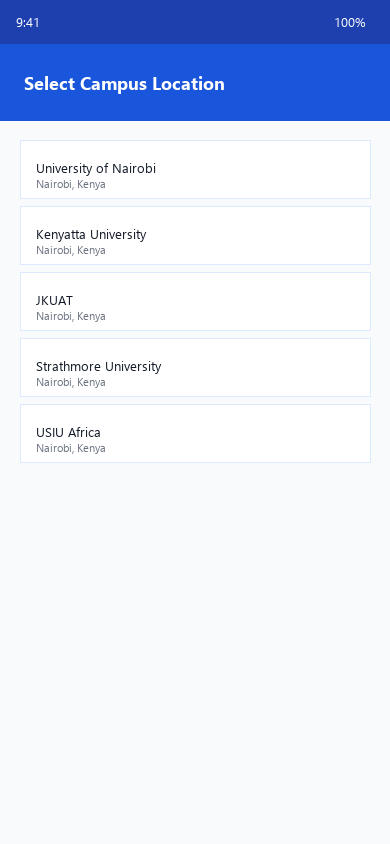 9:41
100%
Select Campus Location
University of Nairobi
Nairobi, Kenya
Kenyatta University
Nairobi, Kenya
JKUAT
Nairobi, Kenya
Strathmore University
Nairobi, Kenya
USIU Africa
Nairobi, Kenya